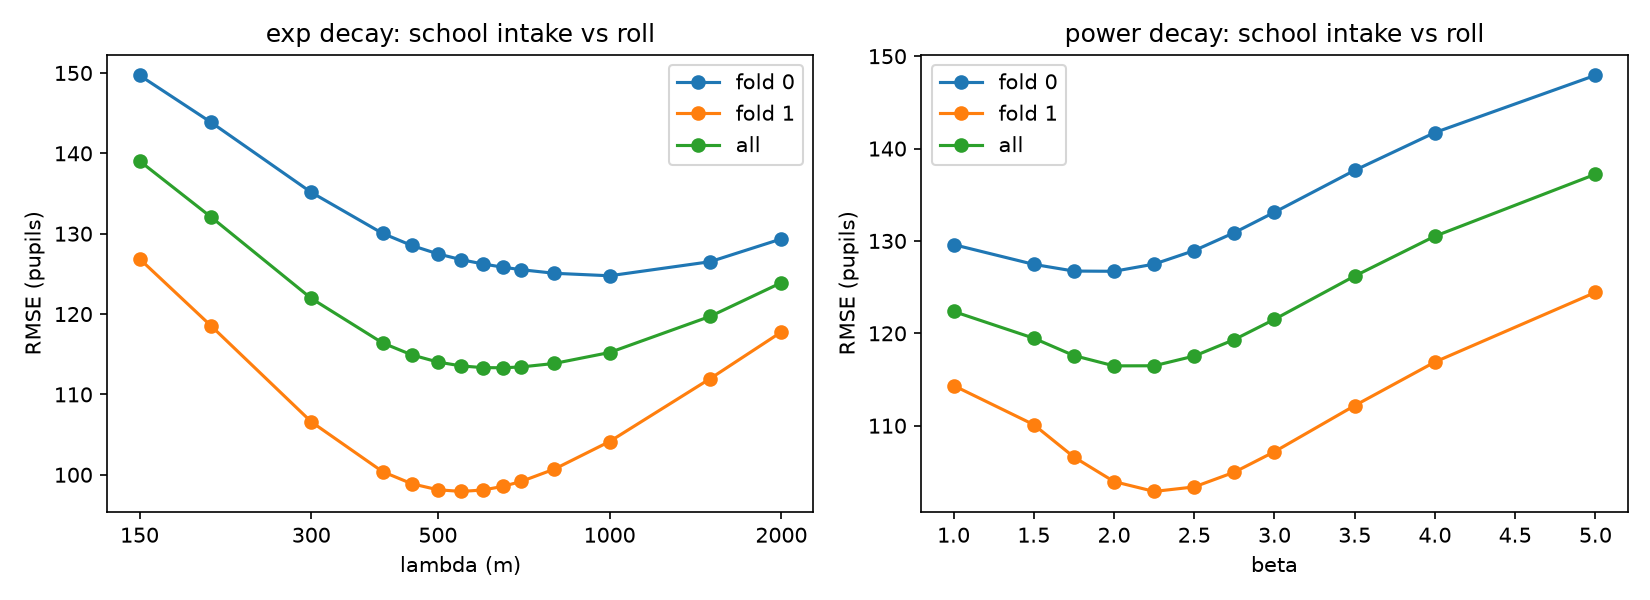 exp decay: school intake vs roll
150
140
130
120
110
100
RMSE (pupils)
fold 0
fold 1
all
150
300
500
1000
2000
lambda (m)
power decay: school intake vs roll
150
140
130
120
110
RMSE (pupils)
fold 0
fold 1
all
1.0
1.5
2.0
2.5
3.0
3.5
4.0
4.5
5.0
beta